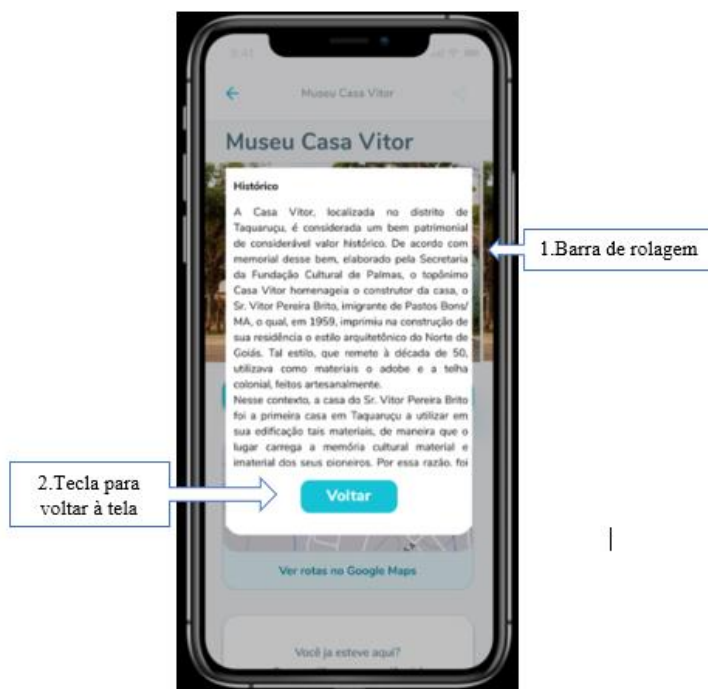 9:41
Museu Casa Vitor
Museu Casa Vitor
Histórico
A Casa Vitor, localizada no distrito de
Taquaruçu, é considerada um bem patrimonial
de considerável valor histórico. De acordo com
memorial desse bem, elaborado pela Secretaria
da Fundação Cultural de Palmas, o topônimo
Casa Vitor homenageia o construtor da casa, o
Sr. Vitor Pereira Brito, imigrante de Pastos Bons/
MA, o qual, em 1959, imprimiu na construção de
sua residência o estilo arquitetônico do Norte de
Goiás. Tal estilo, que remete à década de 50,
utilizava como materiais o adobe e a telha
colonial, feitos artesanalmente.
Nesse contexto, a casa do Sr. Vitor Pereira Brito
foi a primeira casa em Taquaruçu a utilizar em
sua edificação tais materiais, de maneira que o
lugar carrega a memória cultural material e
imaterial dos seus pioneiros. Por essa razão, foi
Voltar
Ver rotas no Google Maps
Você ja esteve aqui?
1.Barra de rolagem
2.Tecla para
voltar à tela